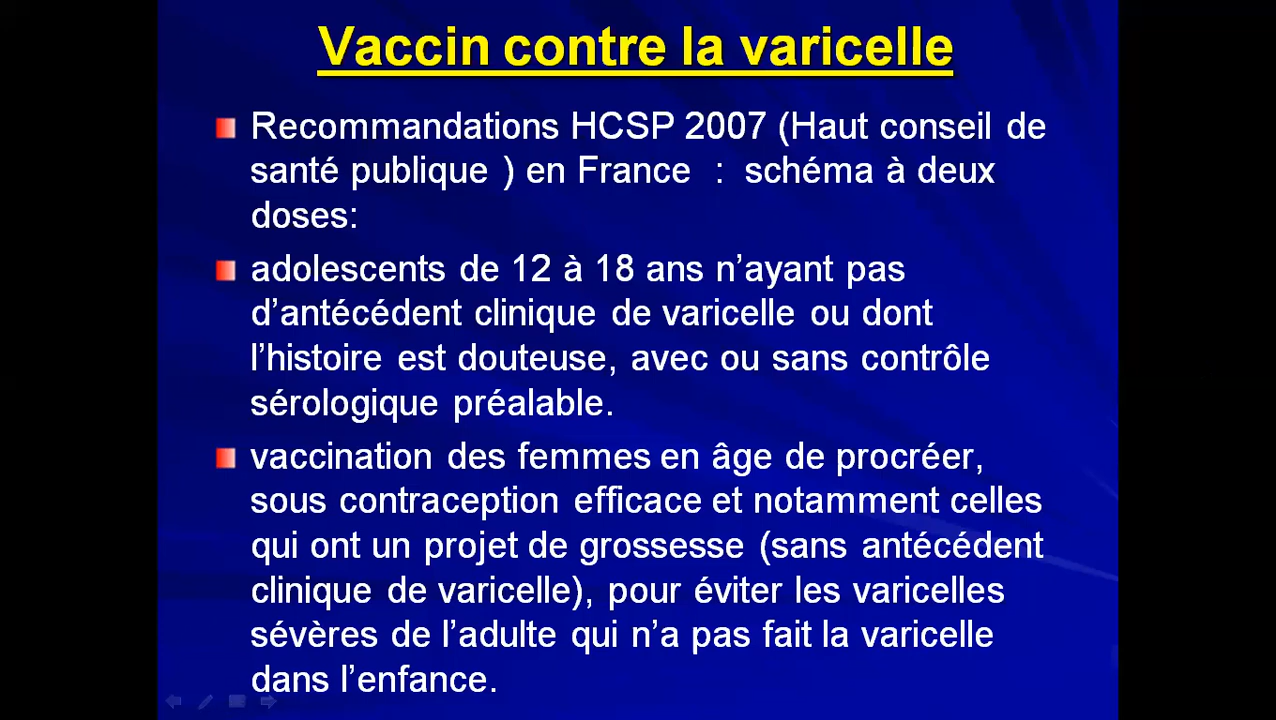 Vaccin contre la varicelle
Recommandations HCSP 2007 (Haut conseil de
santé publique ) en France : schéma à deux
doses:
adolescents de 12 à 18 ans n’ayant pas
d’antécédent clinique de varicelle ou dont
l’histoire est douteuse, avec ou sans contrôle
sérologique préalable.
vaccination des femmes en âge de procréer,
sous contraception efficace et notamment celles
qui ont un projet de grossesse (sans antécédent
clinique de varicelle), pour éviter les varicelles
sévères de l’adulte qui n’a pas fait la varicelle
dans l’enfance.